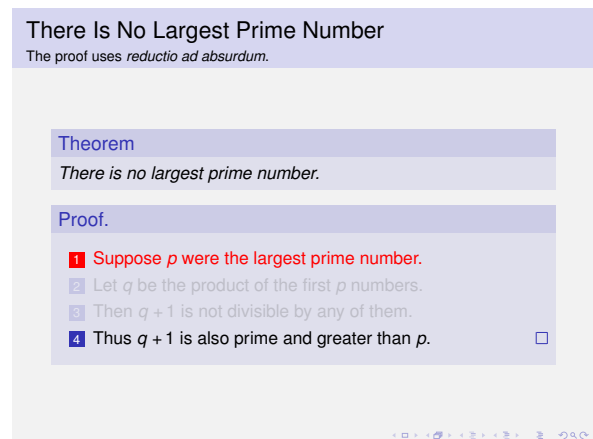 There Is No Largest Prime Number
The proof uses reductio ad absurdum.
Theorem
There is no largest prime number.
Proof.
1 Suppose p were the largest prime number.
2 Let q be the product of the first p numbers.
3 Then q + 1 is not divisible by any of them.
4 Thus q + 1 is also prime and greater than p. □